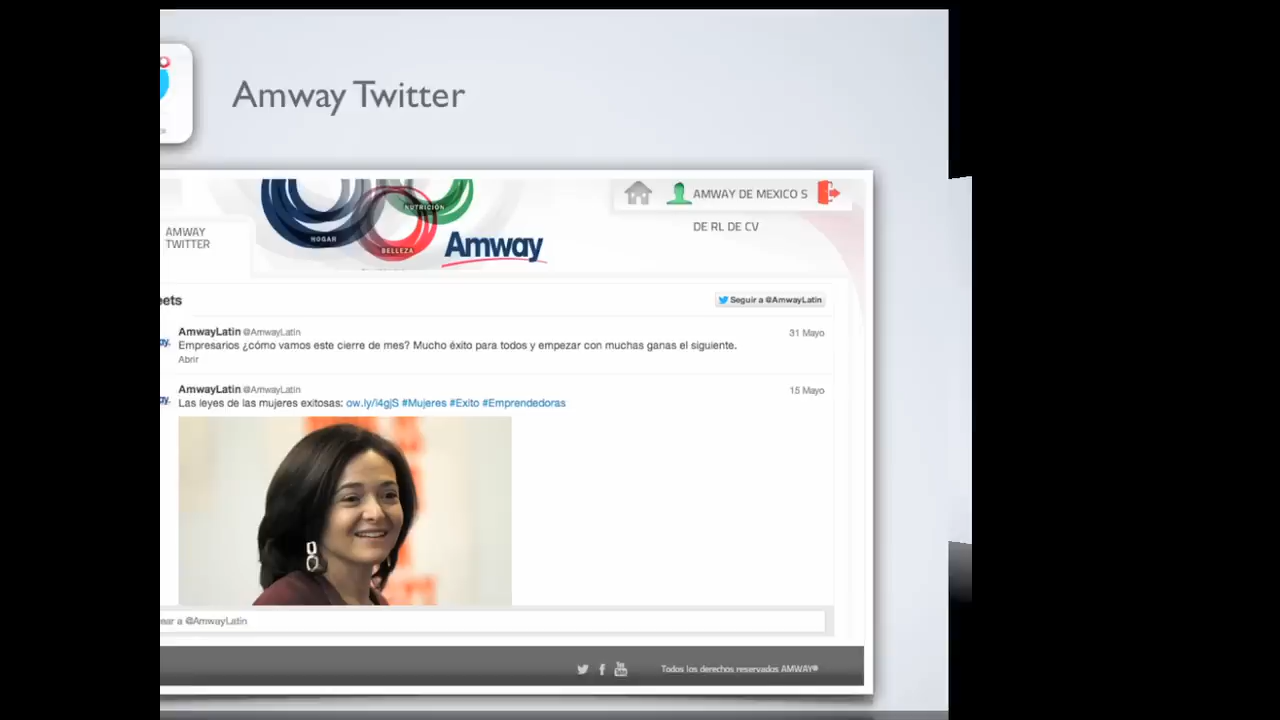 Amway Twitter
AMWAY DE MEXICO S
DE RL DE CV
NUTRICIÓN
HOGAR
BELLEZA
Amway
AMWAY
TWITTER
eets
Seguir a @AmwayLatin
AmwayLatin @AmwayLatin
31 Mayo
Empresarios ¿cómo vamos este cierre de mes? Mucho éxito para todos y empezar con muchas ganas el siguiente.
Abrir
AmwayLatin @AmwayLatin
15 Mayo
Las leyes de las mujeres exitosas: ow.ly/l4gjS #Mujeres #Exito #Emprendedoras
ear a @AmwayLatin
You Tube
Todos los derechos reservados AMWAY®